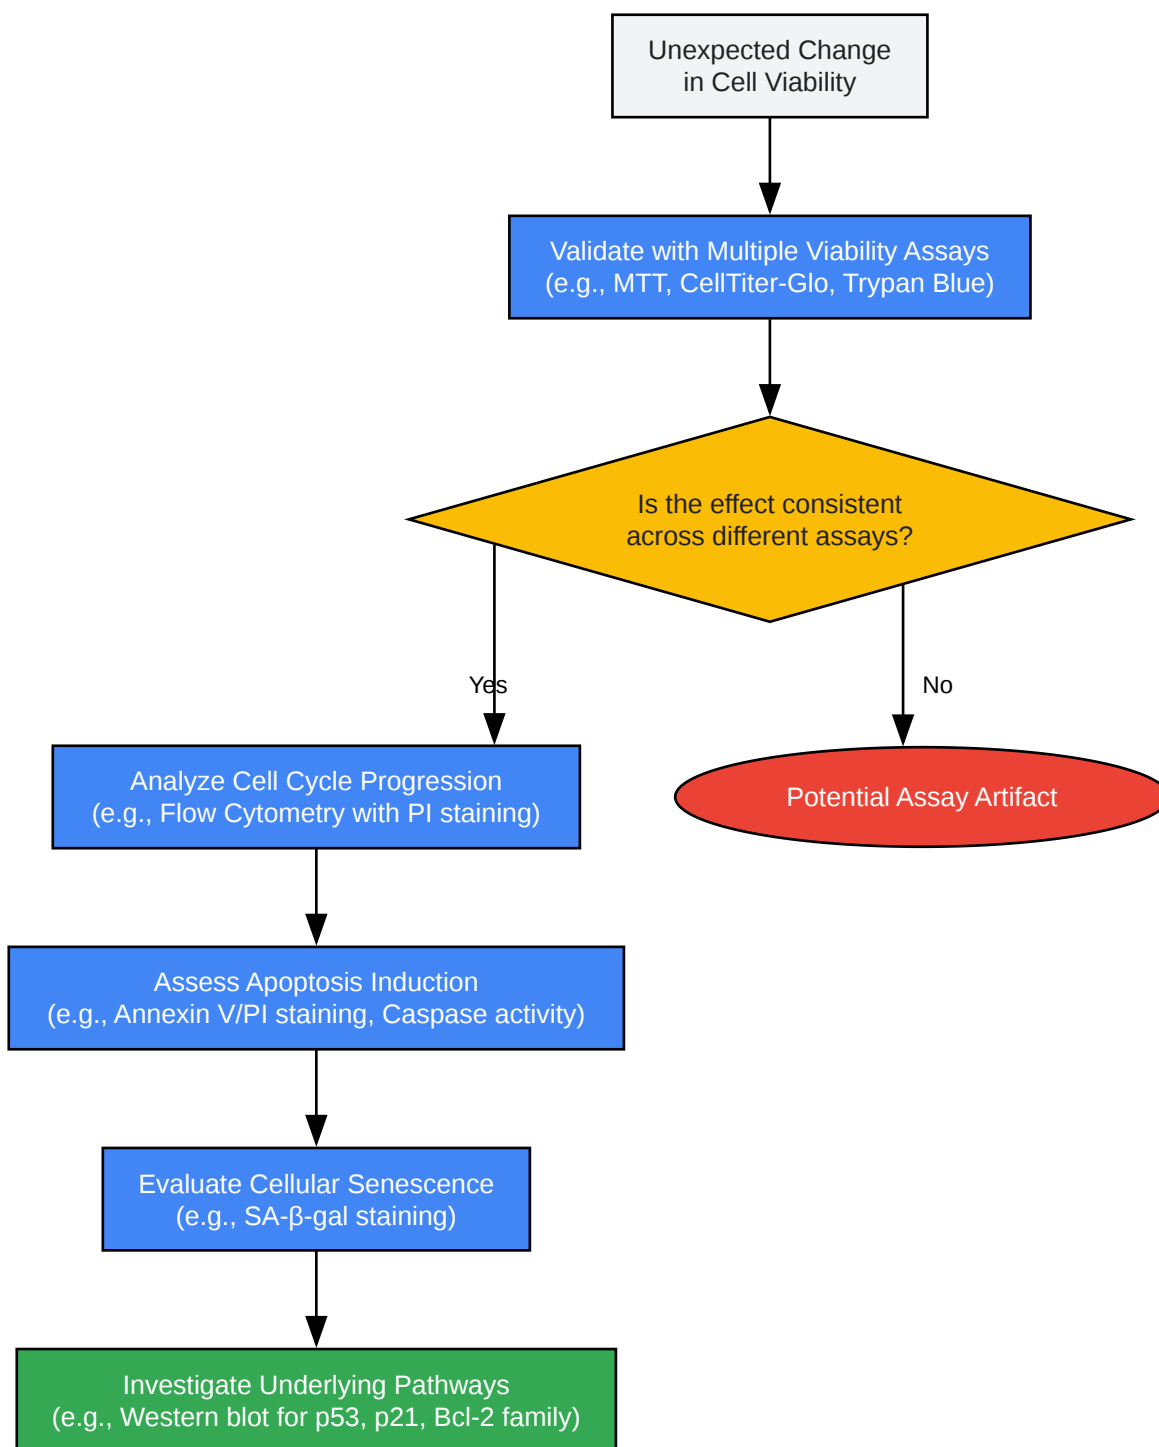 Unexpected Change
in Cell Viability
Validate with Multiple Viability Assays
(e.g., MTT, CellTiter-Glo, Trypan Blue)
Is the effect consistent
across different assays?
Yes
No
Analyze Cell Cycle Progression
(e.g., Flow Cytometry with PI staining)
Potential Assay Artifact
Assess Apoptosis Induction
(e.g., Annexin V/PI staining, Caspase activity)
Evaluate Cellular Senescence
(e.g., SA-β-gal staining)
Investigate Underlying Pathways
(e.g., Western blot for p53, p21, Bcl-2 family)